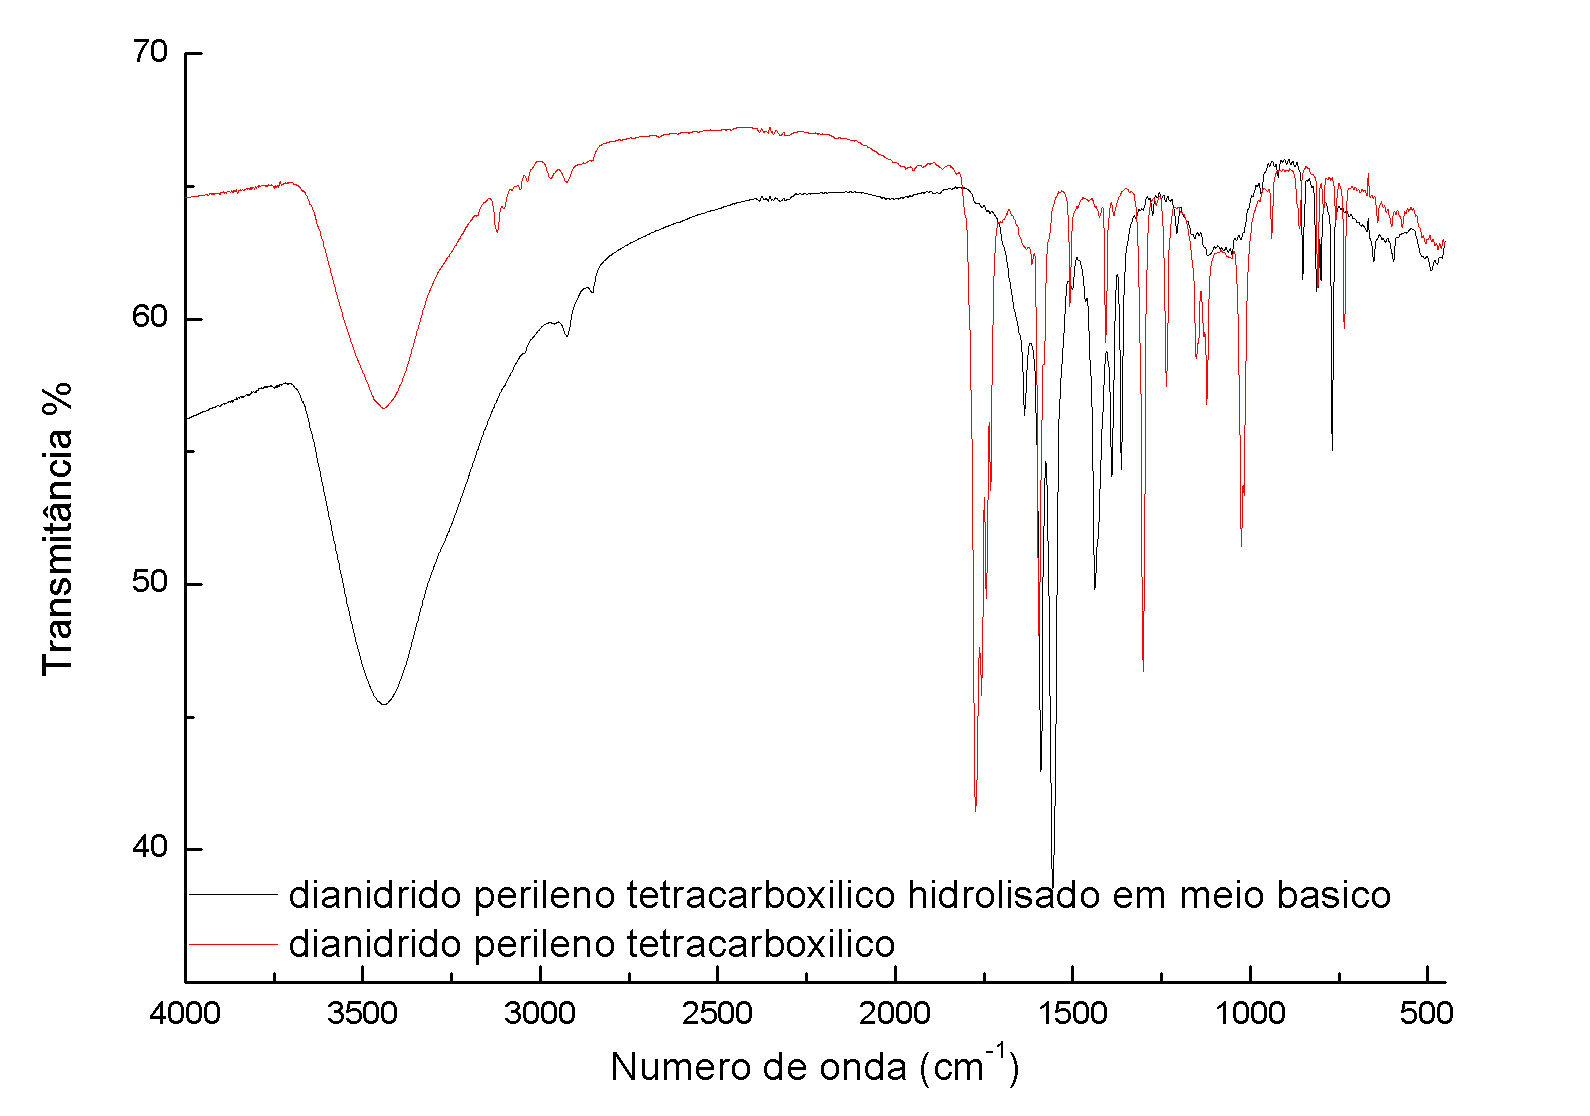 70
60
50
40
Transmitância %
dianidrido perileno tetracarboxilico hidrolisado em meio basico
dianidrido perileno tetracarboxilico
4000 3500 3000 2500 2000 1500 1000 500
Numero de onda (cm⁻¹)